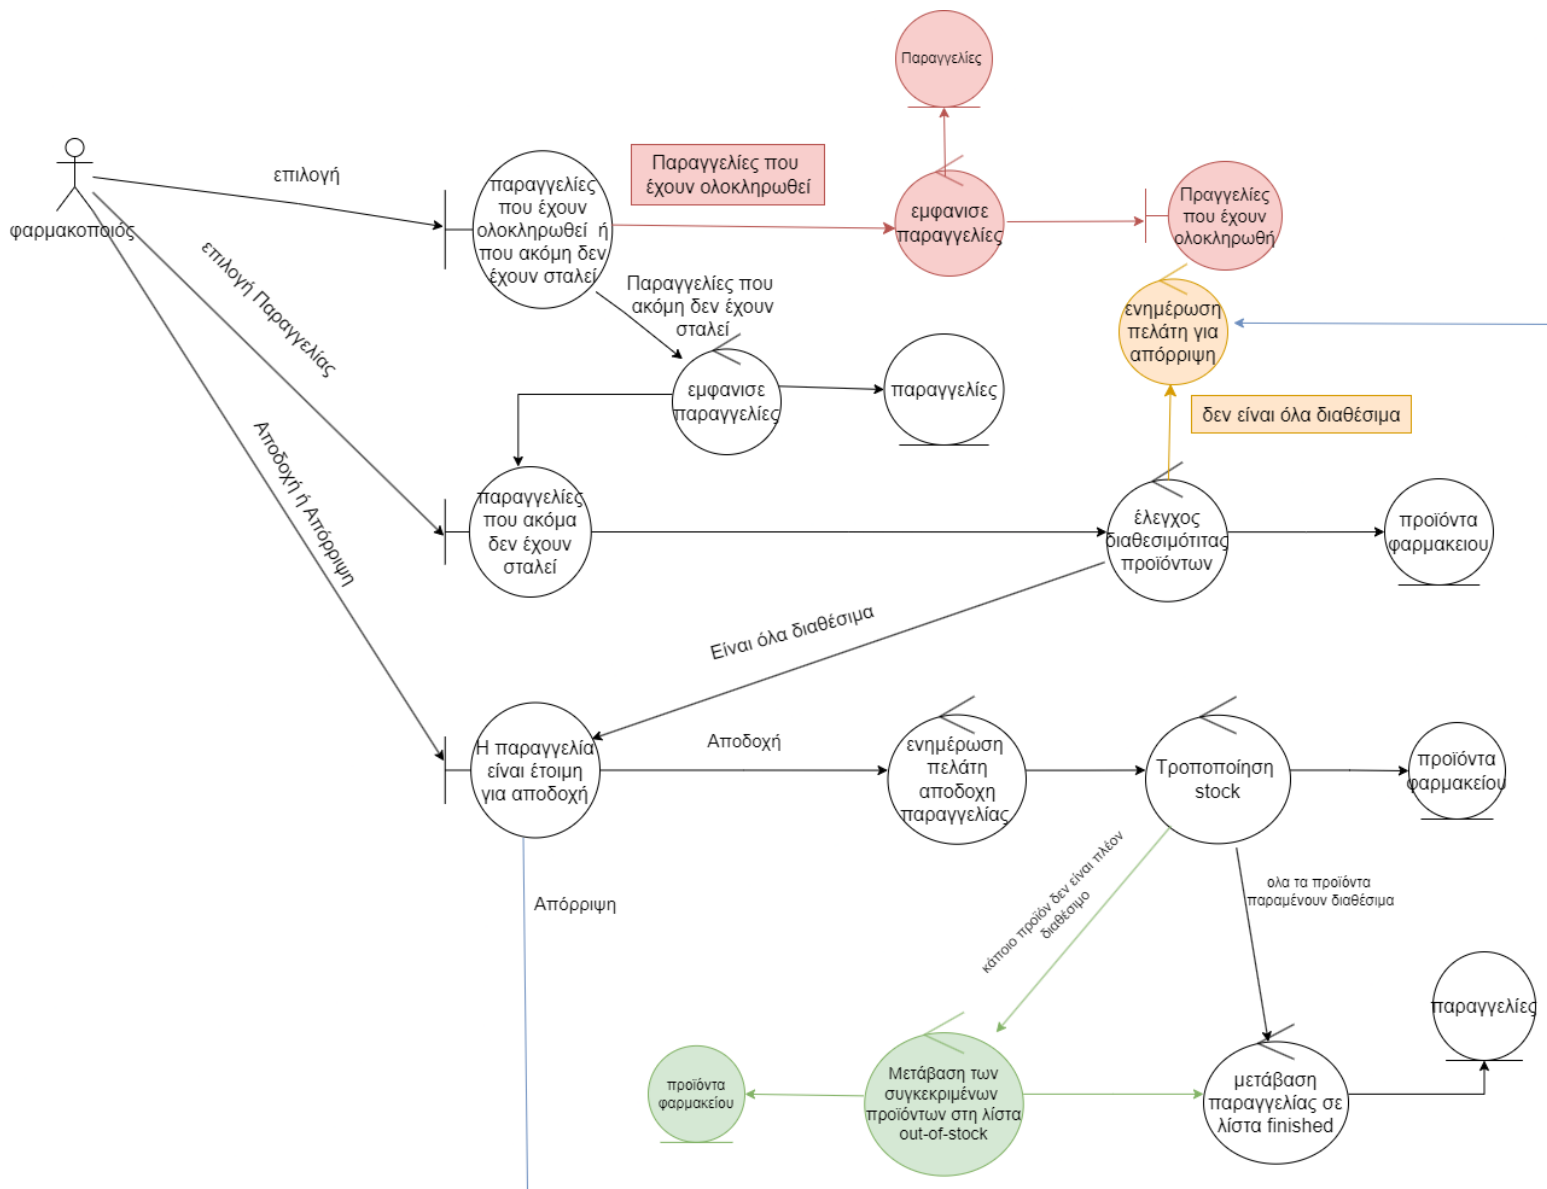 Παραγγελίες
φαρμακοποιός
επιλογή
παραγγελίες
που έχουν
ολοκληρωθεί ή
που ακόμη δεν
έχουν σταλεί
Παραγγελίες που
έχουν ολοκληρωθεί
εμφανισε
παραγγελίες
Πραγγελίες
που έχουν
ολοκληρωθή
επιλογή Παραγγελίας
Παραγγελίες που
ακόμη δεν έχουν
σταλεί
εμφανισε
παραγγελίες
παραγγελίες
ενημέρωση
πελάτη για
απόρριψη
δεν είναι όλα διαθέσιμα
Αποδοχή ή Απόρριψη
παραγγελίες
που ακόμα
δεν έχουν
σταλεί
έλεγχος
διαθεσιμότιτας
προϊόντων
προϊόντα
φαρμακειου
Είναι όλα διαθέσιμα
Η παραγγελία
είναι έτοιμη
για αποδοχή
Αποδοχή
ενημέρωση
πελάτη
αποδοχη
παραγγελίας
Τροποποίηση
stock
προϊόντα
φαρμακείου
Απόρριψη
κάποιο προϊόν δεν είναι πλέον
διαθέσιμο
ολα τα προϊόντα
παραμένουν διαθέσιμα
παραγγελίες
προϊόντα
φαρμακείου
Μετάβαση των
συγκεκριμένων
προϊόντων στη λίστα
out-of-stock
μετάβαση
παραγγελίας σε
λίστα finished